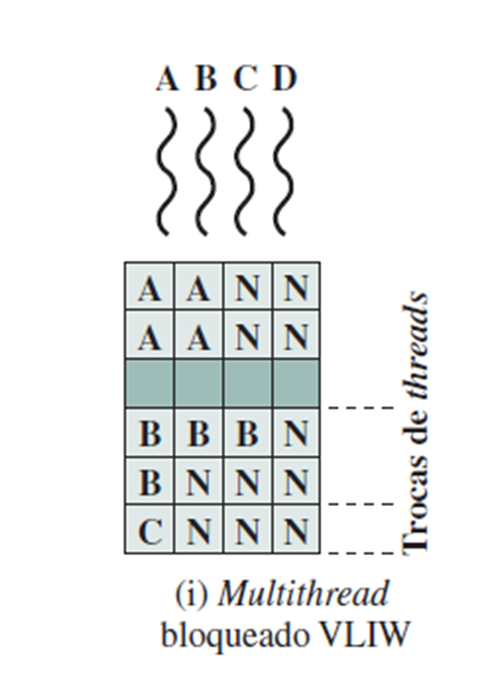 A B C D
A A N N
A A N N
B B B N
B N N N
C N N N
Trocas de threads
(i) Multithread
bloqueado VLIW